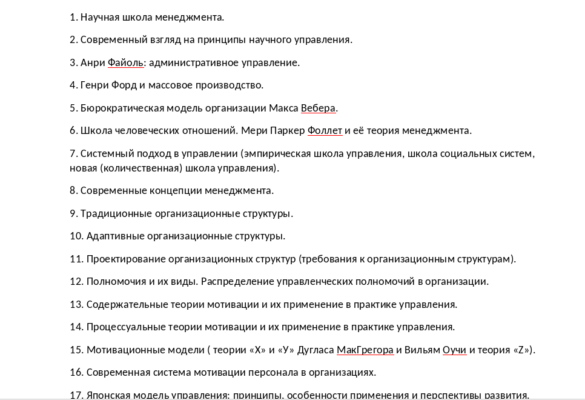 1. Научная школа менеджмента.
2. Современный взгляд на принципы научного управления.
3. Анри Файоль: административное управление.
4. Генри Форд и массовое производство.
5. Бюрократическая модель организации Макса Вебера.
6. Школа человеческих отношений. Мери Паркер Фоллет и её теория менеджмента.
7. Системный подход в управлении (эмпирическая школа управления, школа социальных систем,
новая (количественная) школа управления).
8. Современные концепции менеджмента.
9. Традиционные организационные структуры.
10. Адаптивные организационные структуры.
11. Проектирование организационных структур (требования к организационным структурам).
12. Полномочия и их виды. Распределение управленческих полномочий в организации.
13. Содержательные теории мотивации и их применение в практике управления.
14. Процессуальные теории мотивации и их применение в практике управления.
15. Мотивационные модели ( теории «X» и «У» Дугласа МакГрегора и Вильям Оучи и теория «Z»).
16. Современная система мотивации персонала в организациях.
17. Японская модель управления: принципы, особенности применения и перспективы развития.